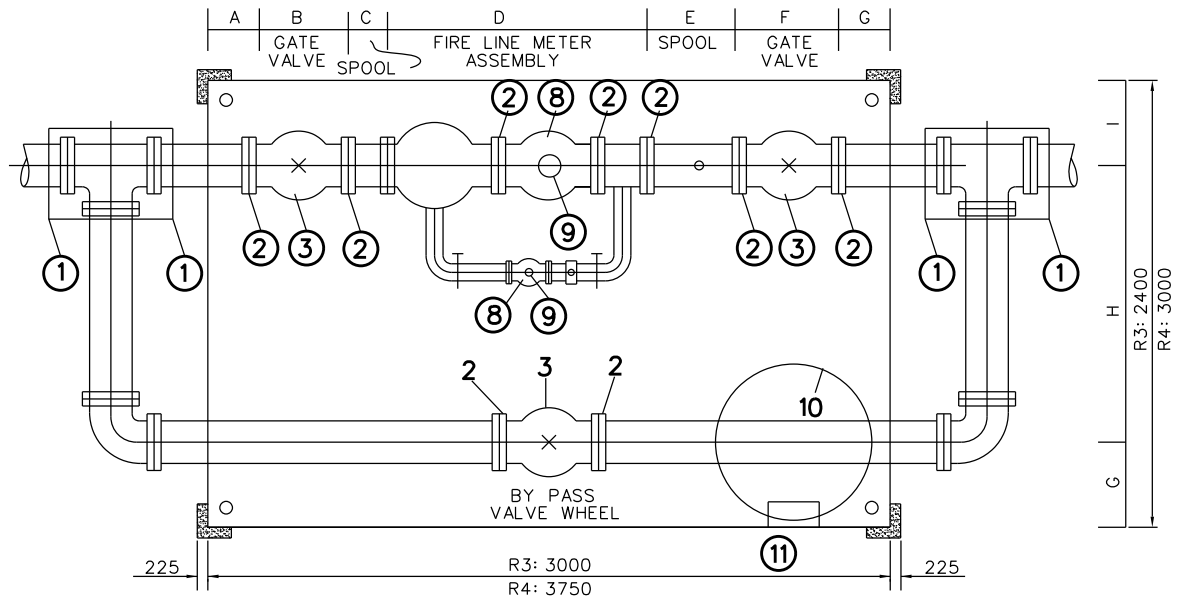 A B C D E F G
GATE
VALVE
SPOOL
FIRE LINE METER
ASSEMBLY
SPOOL
GATE
VALVE
2 8 2 2
I
9
2 3 2 2 3 2
1 1 1 1
8 9
H
R3: 2400
R4: 3000
2 3 2
10
G
BY PASS
VALVE WHEEL
11
225 R3: 3000 225
R4: 3750